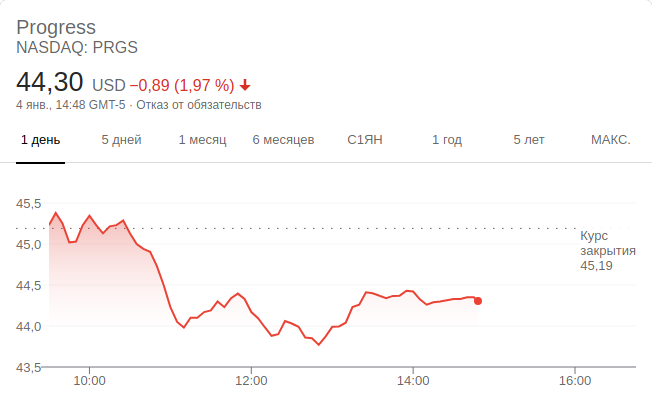 Progress
NASDAQ: PRGS
44,30 USD −0,89 (1,97 %)
4 янв., 14:48 GMT-5 · Отказ от обязательств
1 день 5 дней 1 месяц 6 месяцев С1ЯН 1 год 5 лет МАКС.
45,5
45,0
44,5
44,0
43,5
Курс
закрытия
45,19
10:00 12:00 14:00 16:00